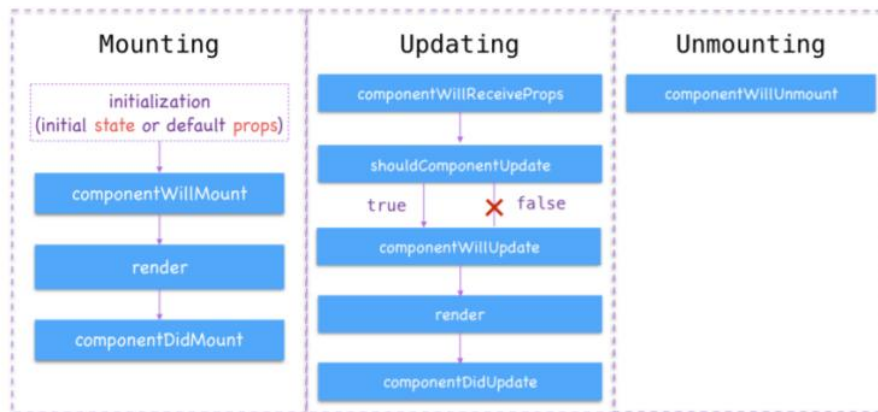 Mounting
initialization
(initial state or default props)
componentWillMount
render
componentDidMount
Updating
componentWillReceiveProps
shouldComponentUpdate
true
false
componentWillUpdate
render
componentDidUpdate
Unmounting
componentWillUnmount